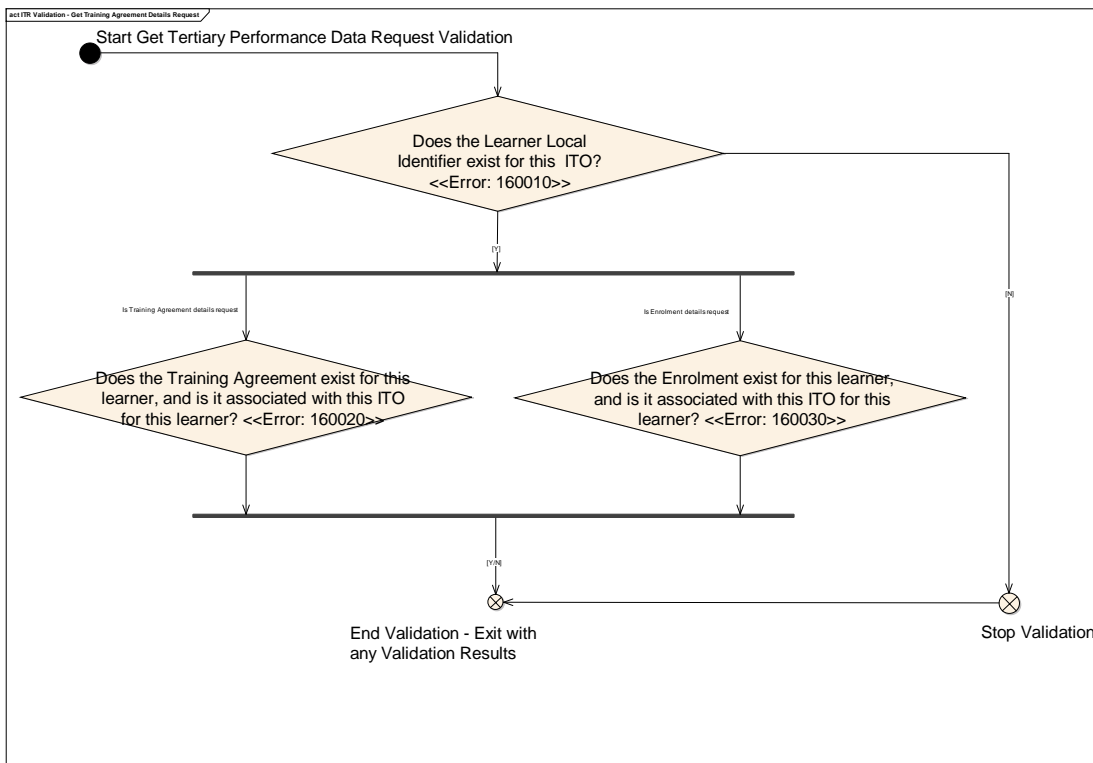 act ITR Validation - Get Training Agreement Details Request
Start Get Tertiary Performance Data Request Validation
Does the Learner Local
Identifier exist for this ITO?
<<Error: 160010>>
[Y]
[N]
Is Training Agreement details request
Is Enrolment details request
Does the Training Agreement exist for this
learner, and is it associated with this ITO
for this learner? <<Error: 160020>>
Does the Enrolment exist for this learner,
and is it associated with this ITO for this
learner? <<Error: 160030>>
[Y/N]
End Validation - Exit with
any Validation Results
Stop Validation